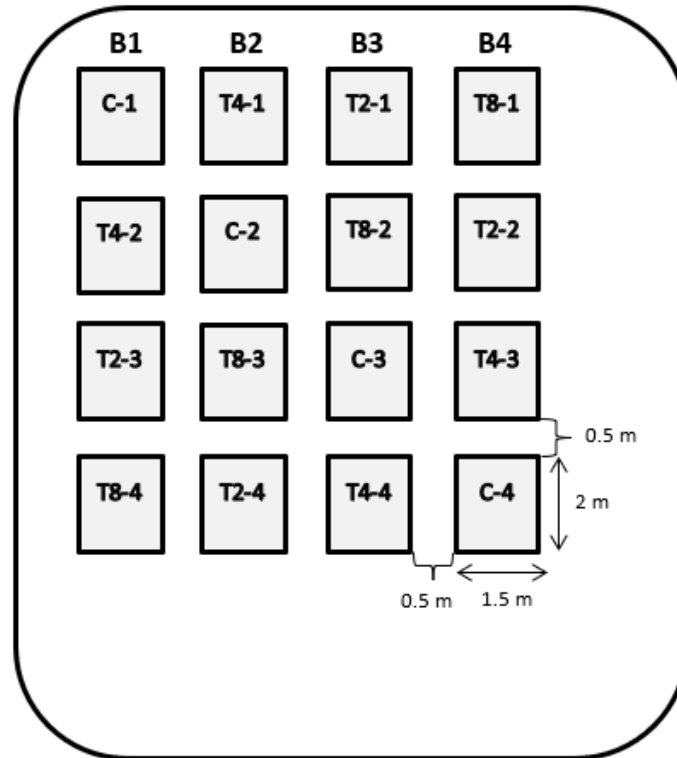 B1 B2 B3 B4
C-1 T4-1 T2-1 T8-1
T4-2 C-2 T8-2 T2-2
T2-3 T8-3 C-3 T4-3
0.5 m
T8-4 T2-4 T4-4 C-4
2 m
0.5 m 1.5 m